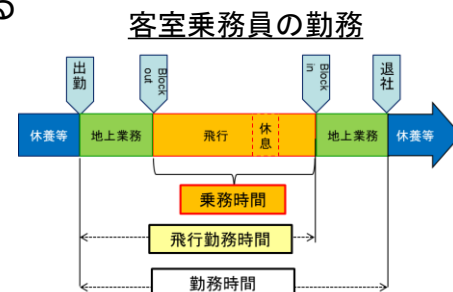 る
客室乗務員の勤務
出勤
Block out
Block in
退社
休養等
地上業務
飛行
休息
地上業務
休養等
乗務時間
飛行勤務時間
勤務時間